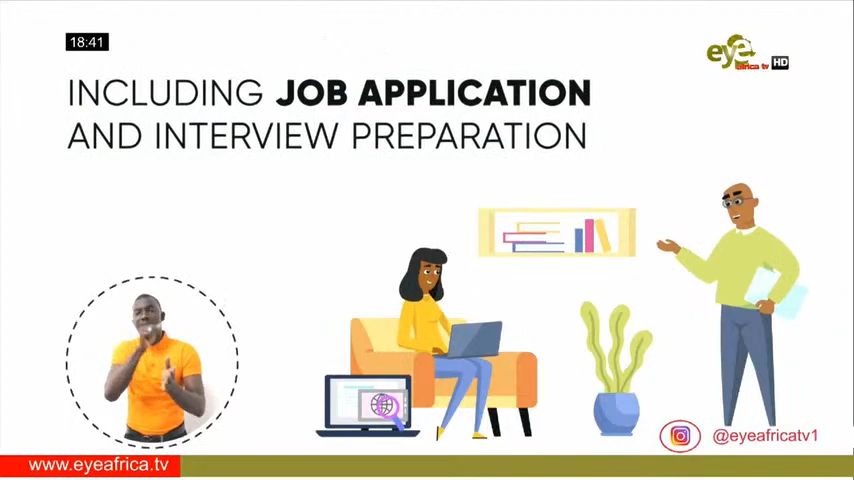 18:41
eye
africa tv HD
INCLUDING JOB APPLICATION
AND INTERVIEW PREPARATION
@eyeafricatv1
www.eyeafrica.tv